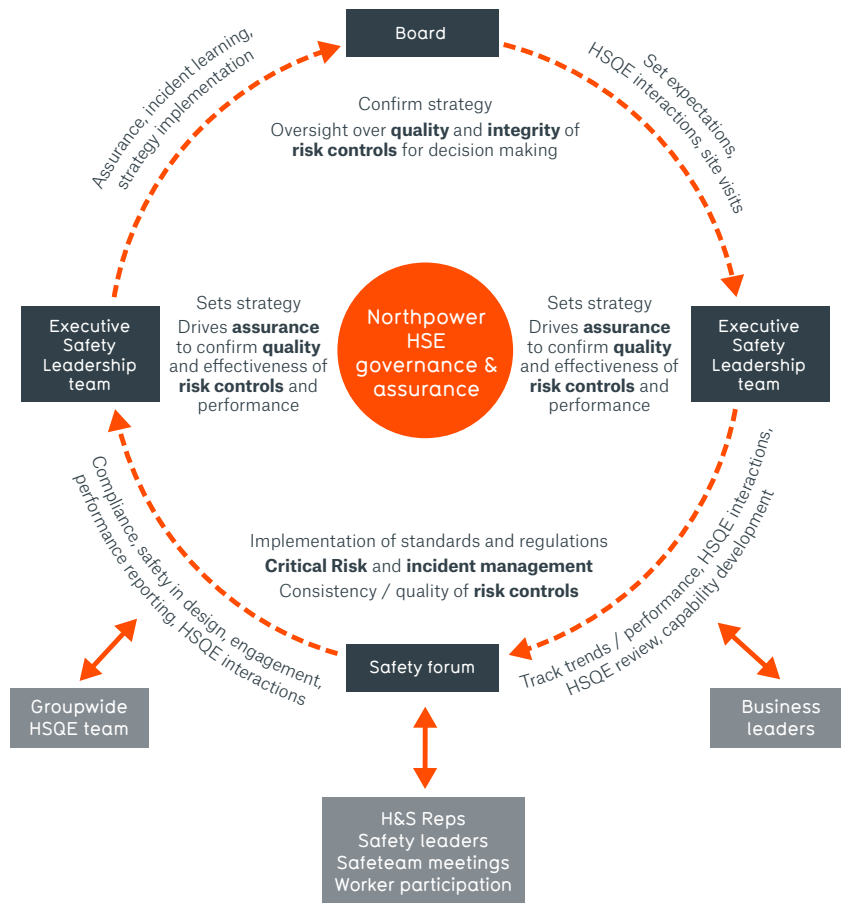 Board
Assurance, incident learning,
strategy implementation
Set expectations,
HSQE interactions, site visits
Confirm strategy
Oversight over quality and integrity of
risk controls for decision making
Executive
Safety
Leadership
team
Sets strategy
Drives assurance
to confirm quality
and effectiveness of
risk controls and
performance
Northpower
HSE
governance &
assurance
Sets strategy
Drives assurance
to confirm quality
and effectiveness of
risk controls and
performance
Executive
Safety
Leadership
team
Compliance, safety in design, engagement,
performance reporting, HSQE interactions
Implementation of standards and regulations
Critical Risk and incident management
Consistency / quality of risk controls
Track trends / performance, HSQE interactions,
HSQE review, capability development
Safety forum
Groupwide
HSQE team
Business
leaders
H&S Reps
Safety leaders
Safeteam meetings
Worker participation